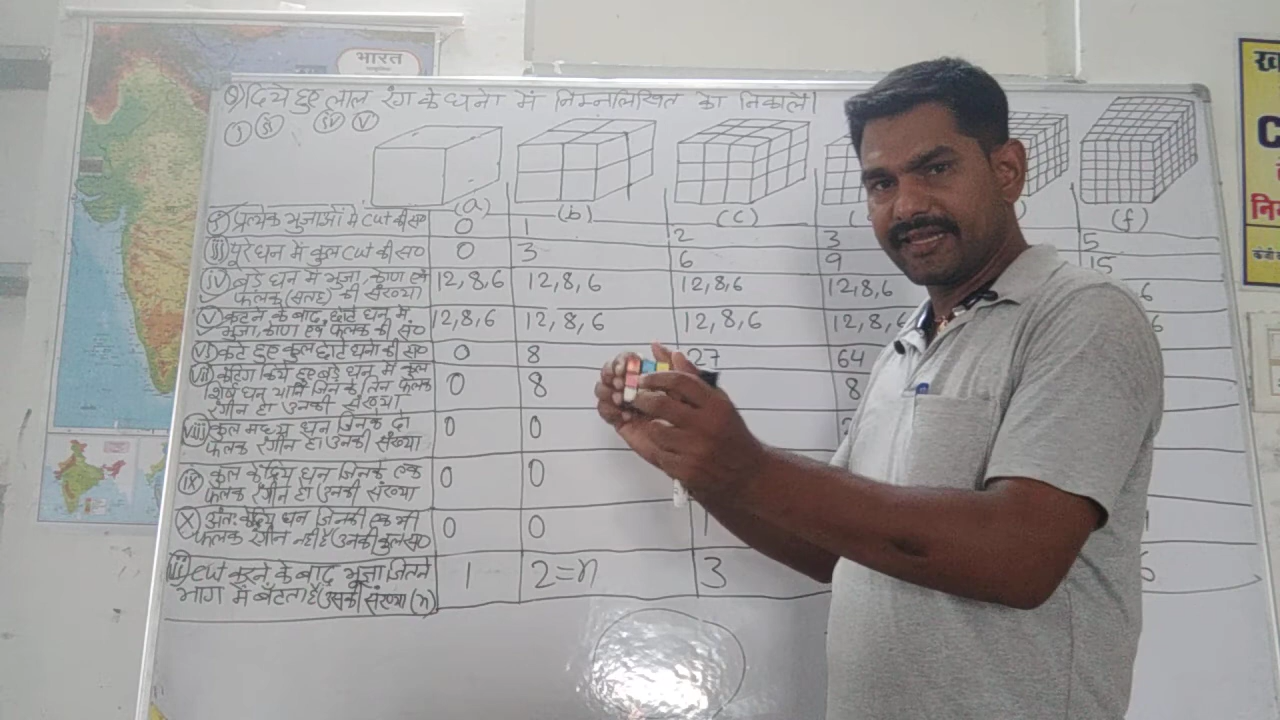 भारत
Q) दिये हुए लाल रंग के घनो में निम्नलिखित को निकालें।
i ii iv v
(a) (b) (c) (f)
प्रत्येक भुजाओं में cut की सं० 0 1 2 3 5
iii) पूरे घन में कुल cut की सं० 0 3 6 9 15
iv) बड़े घन में भुजा, कोण एवं फलक (सतह) की संख्या 12,8,6 12,8,6 12,8,6 12,8,6 6
v) कटने के बाद, छोटे घन में भुजा, कोण एवं फलक की सं० 12,8,6 12,8,6 12,8,6 12,8,6 6
vi) कटे हुए कुल छोटे घनो की सं० 0 8 27 64
vii) कटिंग किये हुए बड़े घन में कुल शिर्ष घन यानि जिनके तिन फलक रंगीन हो उनकी संख्या 0 8 8
viii) कुल मध्य घन जिनके दो फलक रंगीन हो उनकी संख्या 0 0
ix कुल केंद्रिय घन जिनके एक फलक रंगीन हो उनकी संख्या 0 0
x) अंतः केंद्रिय घन जिनकी एक भी फलक रंगीन नहीं है उनकी कुल सं० 0 0 1
ii) cut करने के बाद भुजा जितने भाग में बँटता है उसकी संख्या (n) 1 2=n 3